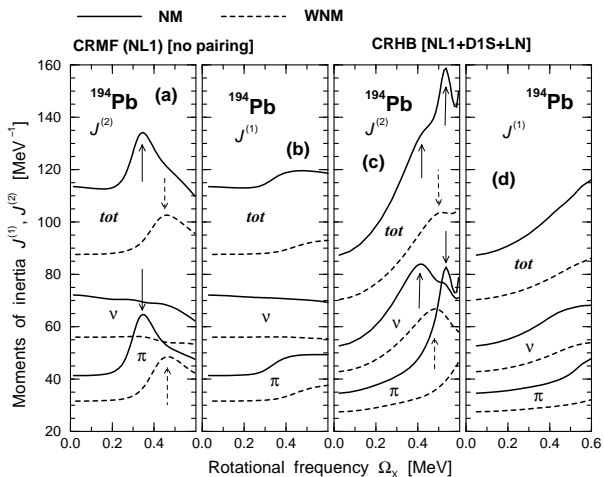 NM WNM
CRMF (NL1) [no pairing] CRHB [NL1+D1S+LN]
Moments of inertia J(1), J(2) [MeV−1]
160
140
120
100
80
60
40
20
194Pb (a)
J(2)
tot
ν
π
194Pb
J(1)
(b)
tot
ν
π
194Pb
J(2)
(c)
tot
ν
π
194Pb
J(1)
(d)
tot
ν
π
0.0 0.2 0.4 0.0 0.2 0.4 0.0 0.2 0.4 0.0 0.2 0.4 0.6
Rotational frequency Ωx [MeV]